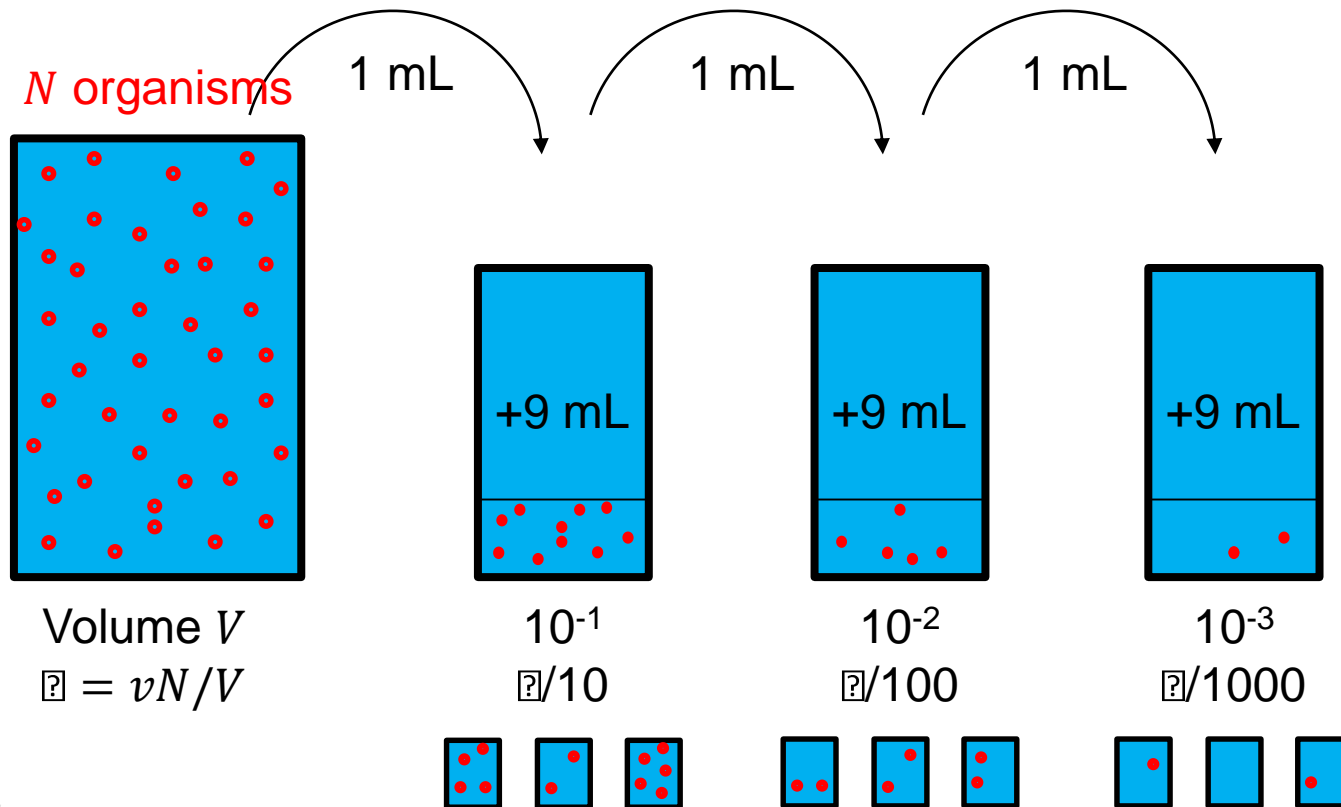 1 mL 1 mL 1 mL
N organisms
+9 mL +9 mL +9 mL
Volume V 10⁻¹ 10⁻² 10⁻³
⍰ = vN/V ⍰/10 ⍰/100 ⍰/1000